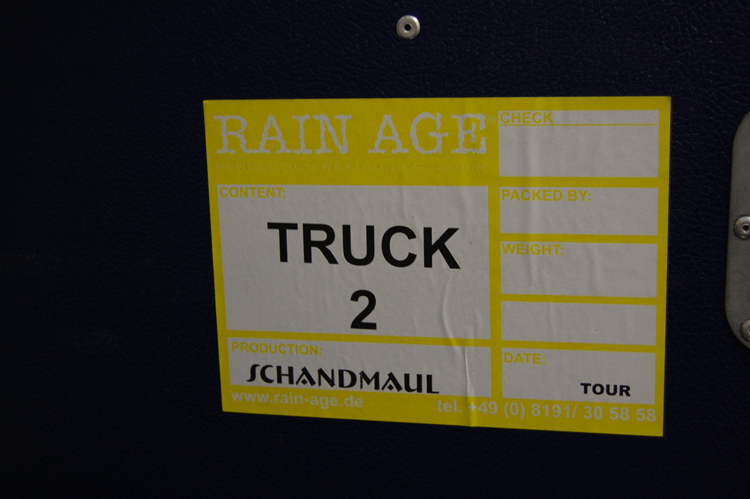 RAIN AGE
CHECK
CONTENT:
TRUCK
2
PACKED BY:
WEIGHT:
PRODUCTION:
SCHANDMAUL
DATE:
TOUR
www.rain-age.de
tel. +49 (0) 8191/ 30 58 58